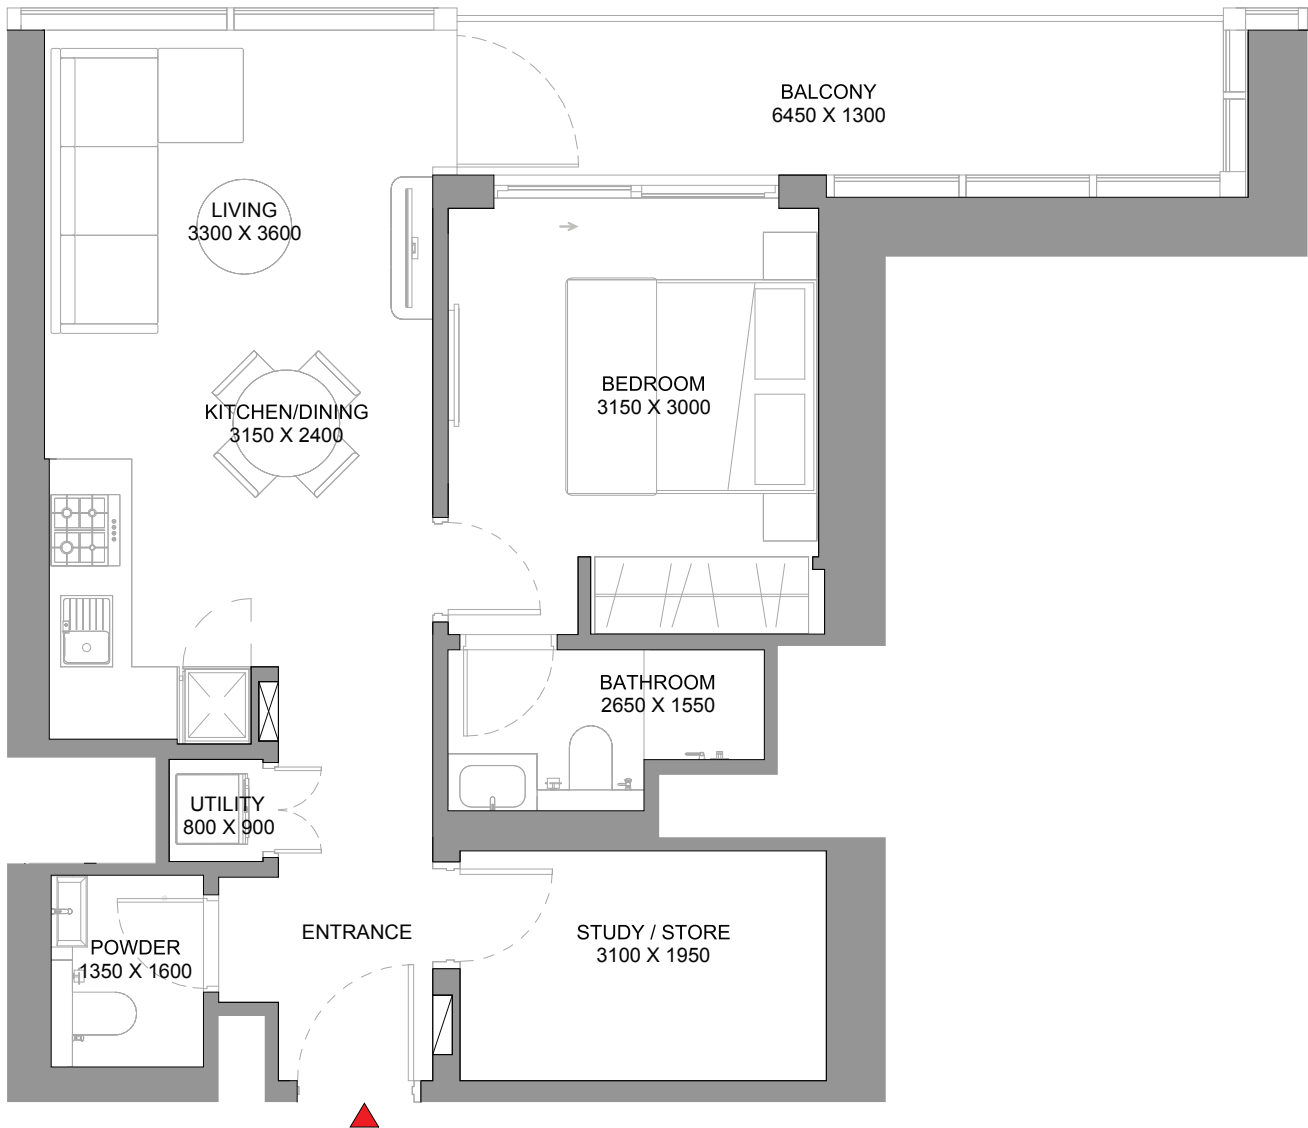 BALCONY
6450 X 1300
LIVING
3300 X 3600
BEDROOM
3150 X 3000
KITCHEN/DINING
3150 X 2400
BATHROOM
2650 X 1550
UTILITY
800 X 900
ENTRANCE
STUDY / STORE
3100 X 1950
POWDER
1350 X 1600